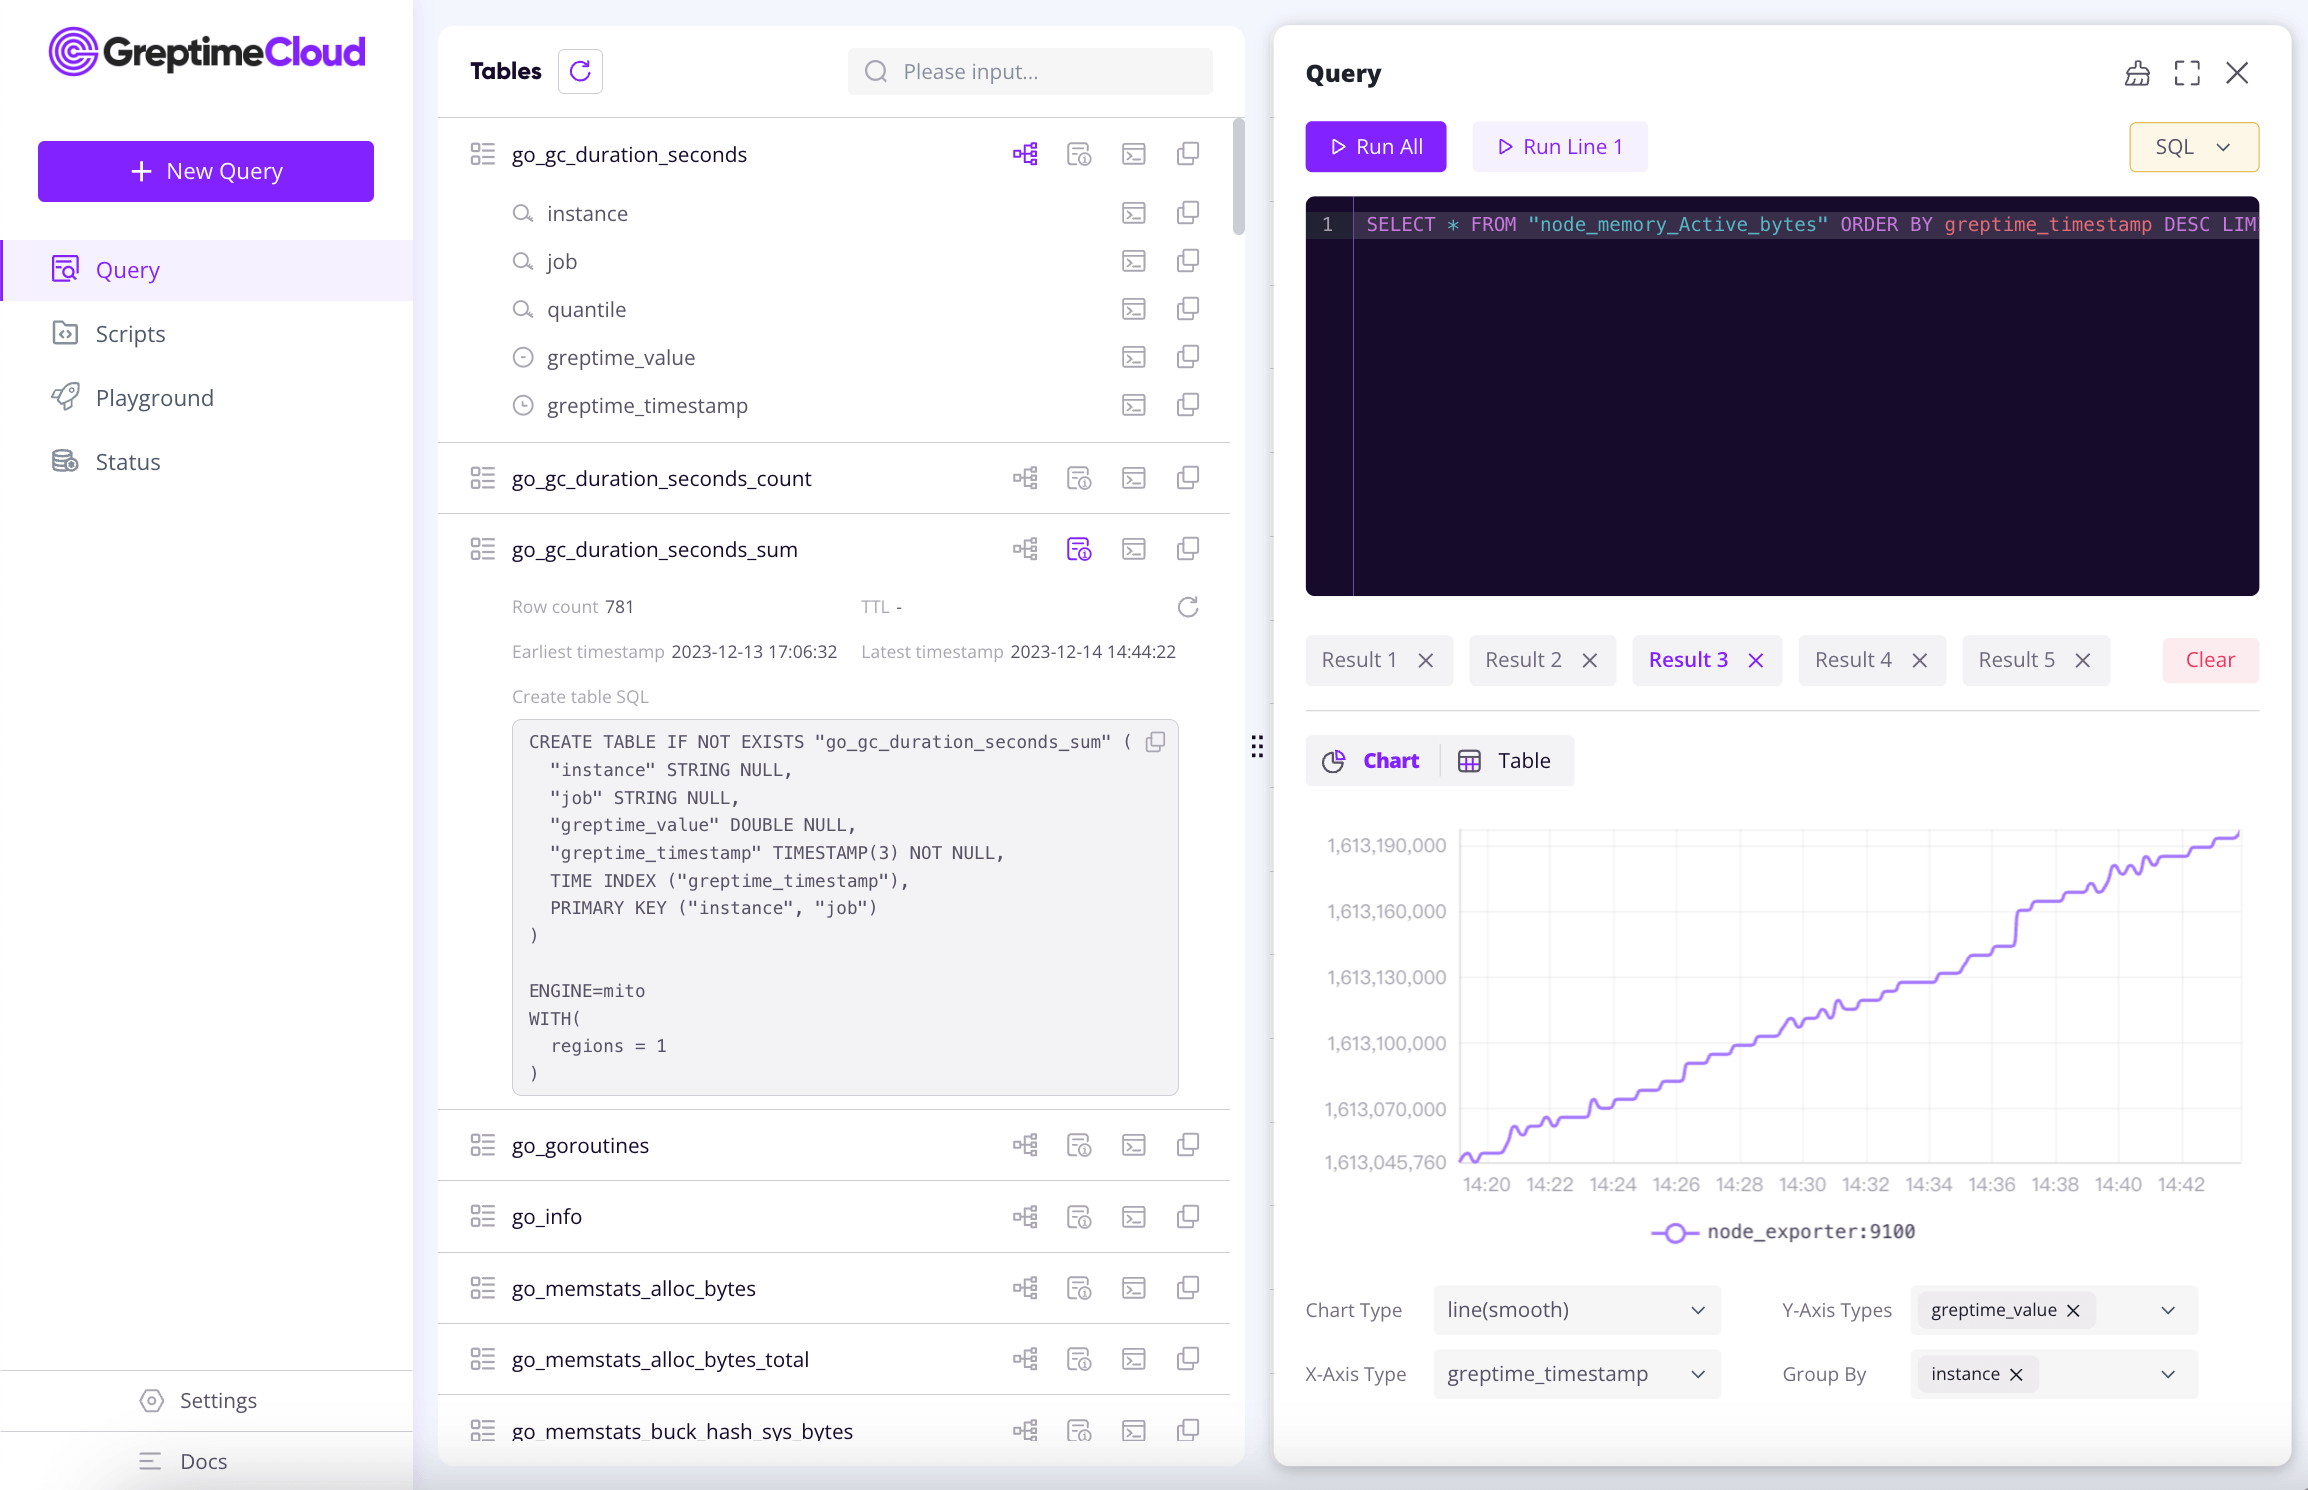 GreptimeCloud
New Query
Query
Scripts
Playground
Status
Settings
Docs
Tables
Please input...
go_gc_duration_seconds
instance
job
quantile
greptime_value
greptime_timestamp
go_gc_duration_seconds_count
go_gc_duration_seconds_sum
Row count 781 TTL -
Earliest timestamp 2023-12-13 17:06:32 Latest timestamp 2023-12-14 14:44:22
Create table SQL
CREATE TABLE IF NOT EXISTS "go_gc_duration_seconds_sum" (
"instance" STRING NULL,
"job" STRING NULL,
"greptime_value" DOUBLE NULL,
"greptime_timestamp" TIMESTAMP(3) NOT NULL,
TIME INDEX ("greptime_timestamp"),
PRIMARY KEY ("instance", "job")
)
ENGINE=mito
WITH(
regions = 1
)
go_goroutines
go_info
go_memstats_alloc_bytes
go_memstats_alloc_bytes_total
go_memstats_buck_hash_sys_bytes
Query
Run All Run Line 1 SQL
1 SELECT * FROM "node_memory_Active_bytes" ORDER BY greptime_timestamp DESC LIM
Result 1 Result 2 Result 3 Result 4 Result 5 Clear
Chart Table
1,613,190,000
1,613,160,000
1,613,130,000
1,613,100,000
1,613,070,000
1,613,045,760
14:20 14:22 14:24 14:26 14:28 14:30 14:32 14:34 14:36 14:38 14:40 14:42
node_exporter:9100
Chart Type line(smooth) Y-Axis Types greptime_value
X-Axis Type greptime_timestamp Group By instance